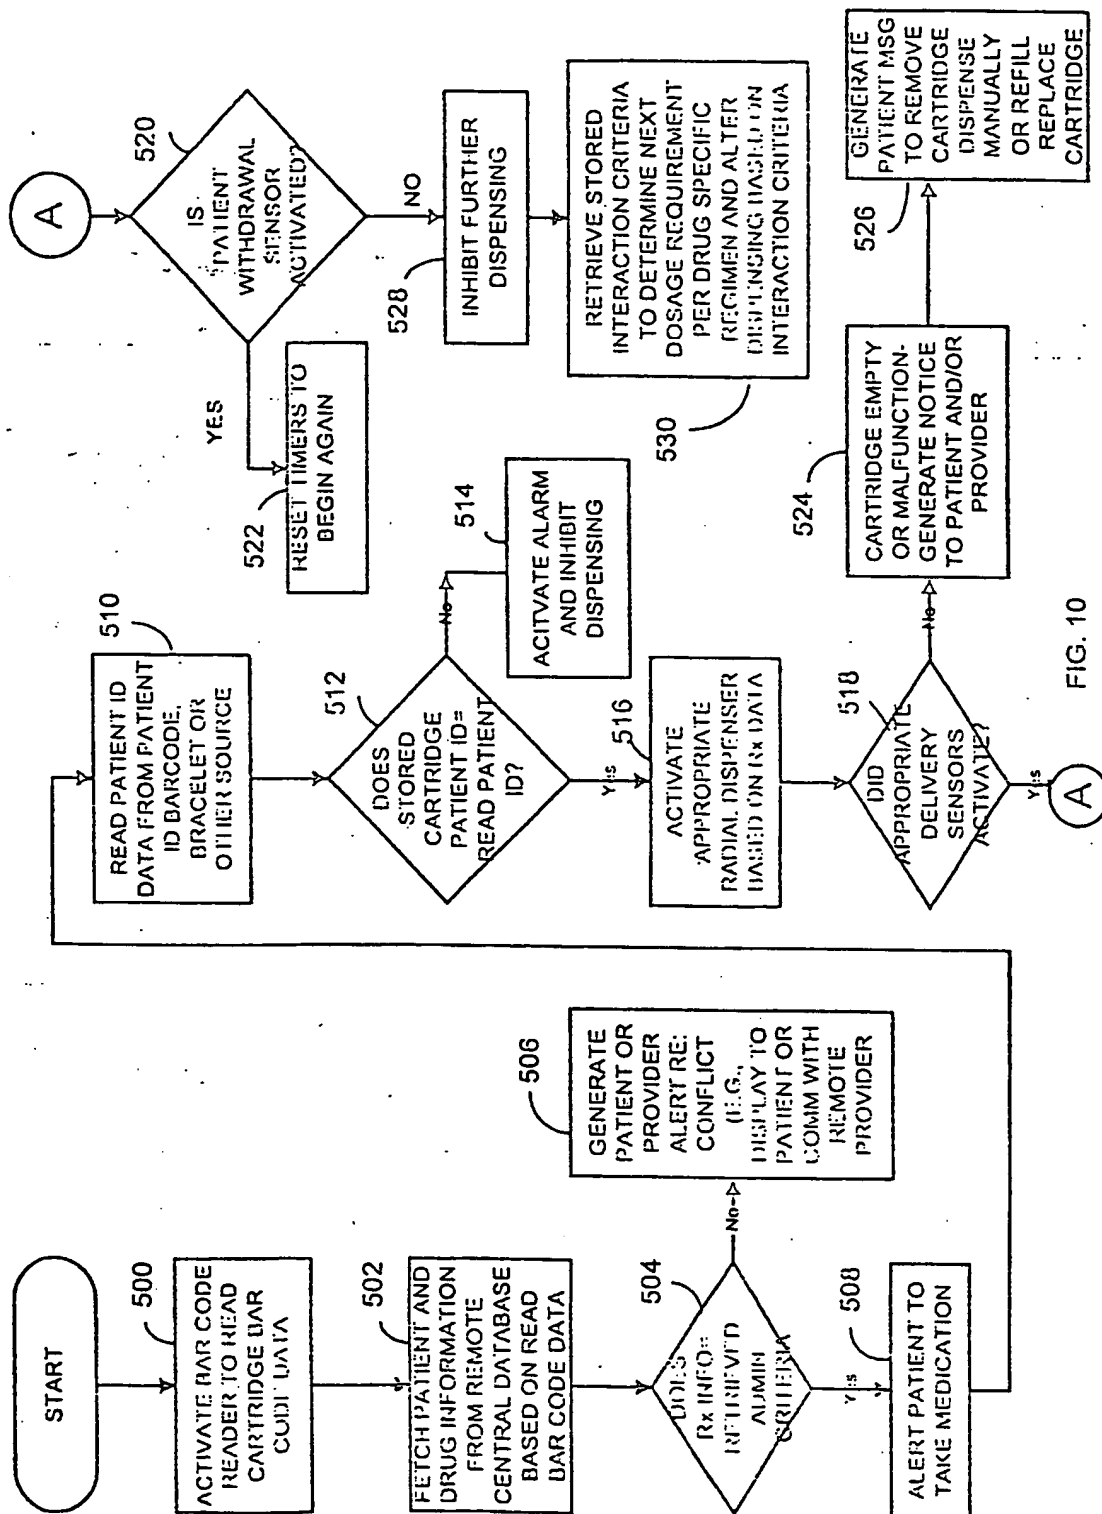 START
500
ACTIVATE BAR CODE
READER TO READ
CARTRIDGE BAR
CODE DATA
502
FETCH PATIENT AND
DRUG INFORMATION
FROM REMOTE
CENTRAL DATABASE
BASED ON READ
BAR CODE DATA
504
DOES
Rx INFO=
RETRIEVED
ADMIN
CRITERIA
No
506
GENERATE
PATIENT OR
PROVIDER
ALERT RE:
CONFLICT
(E.G.,
DISPLAY TO
PATIENT OR
COMM WITH
REMOTE
PROVIDER
Yes
508
ALERT PATIENT TO
TAKE MEDICATION
510
READ PATIENT ID
DATA FROM PATIENT
ID BARCODE,
BRACELET OR
OTHER SOURCE
512
DOES
STORED
CARTRIDGE
PATIENT ID=
READ PATIENT
ID?
No
514
ACITVATE ALARM
AND INHIBIT
DISPENSING
Yes
516
ACTIVATE
APPROPRIATE
RADIAL DISPENSER
BASED ON Rx DATA
518
DID
APPROPRIATE
DELIVERY
SENSORS
ACTIVATE?
No
524
CARTRIDGE EMPTY
OR MALFUNCTION-
GENERATE NOTICE
TO PATIENT AND/OR
PROVIDER
526
GENERATE
PATIENT MSG
TO REMOVE
CARTRIDGE
DISPENSE
MANUALLY
OR REFILL
REPLACE
CARTRIDGE
Yes
A
A
520
IS
PATIENT
WITHDRAWAL
SENSOR
ACTIVATED?
YES
522
RESET TIMERS TO
BEGIN AGAIN
NO
528
INHIBIT FURTHER
DISPENSING
RETRIEVE STORED
INTERACTION CRITERIA
TO DETERMINE NEXT
DOSAGE REQUIREMENT
PER DRUG SPECIFIC
REGIMEN AND ALTER
DISPENSING BASED ON
INTERACTION CRITERIA
530
FIG. 10